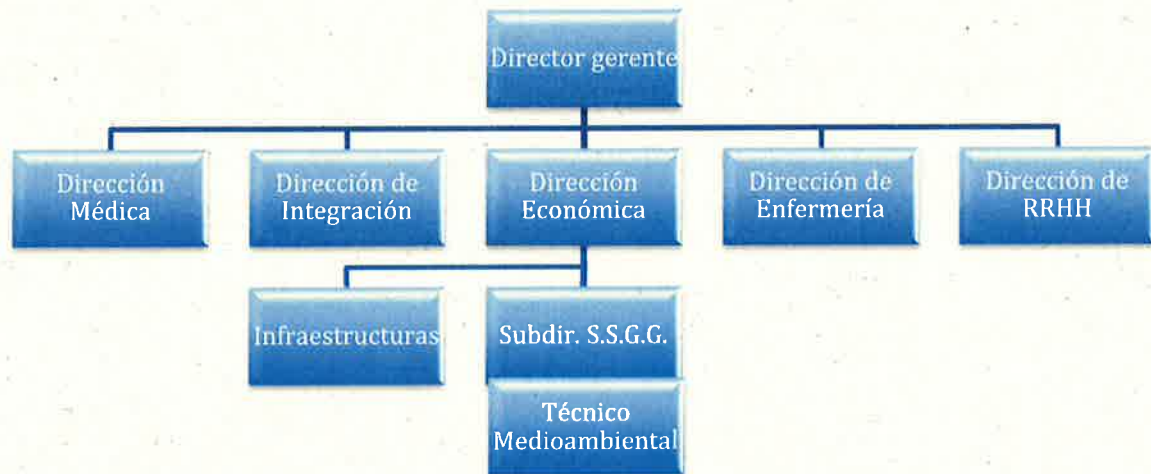 Director gerente
Dirección
Médica
Dirección de
Integración
Dirección
Económica
Dirección de
Enfermería
Dirección de
RRHH
Infraestructuras
Subdir. S.S.G.G.
Técnico
Medioambiental